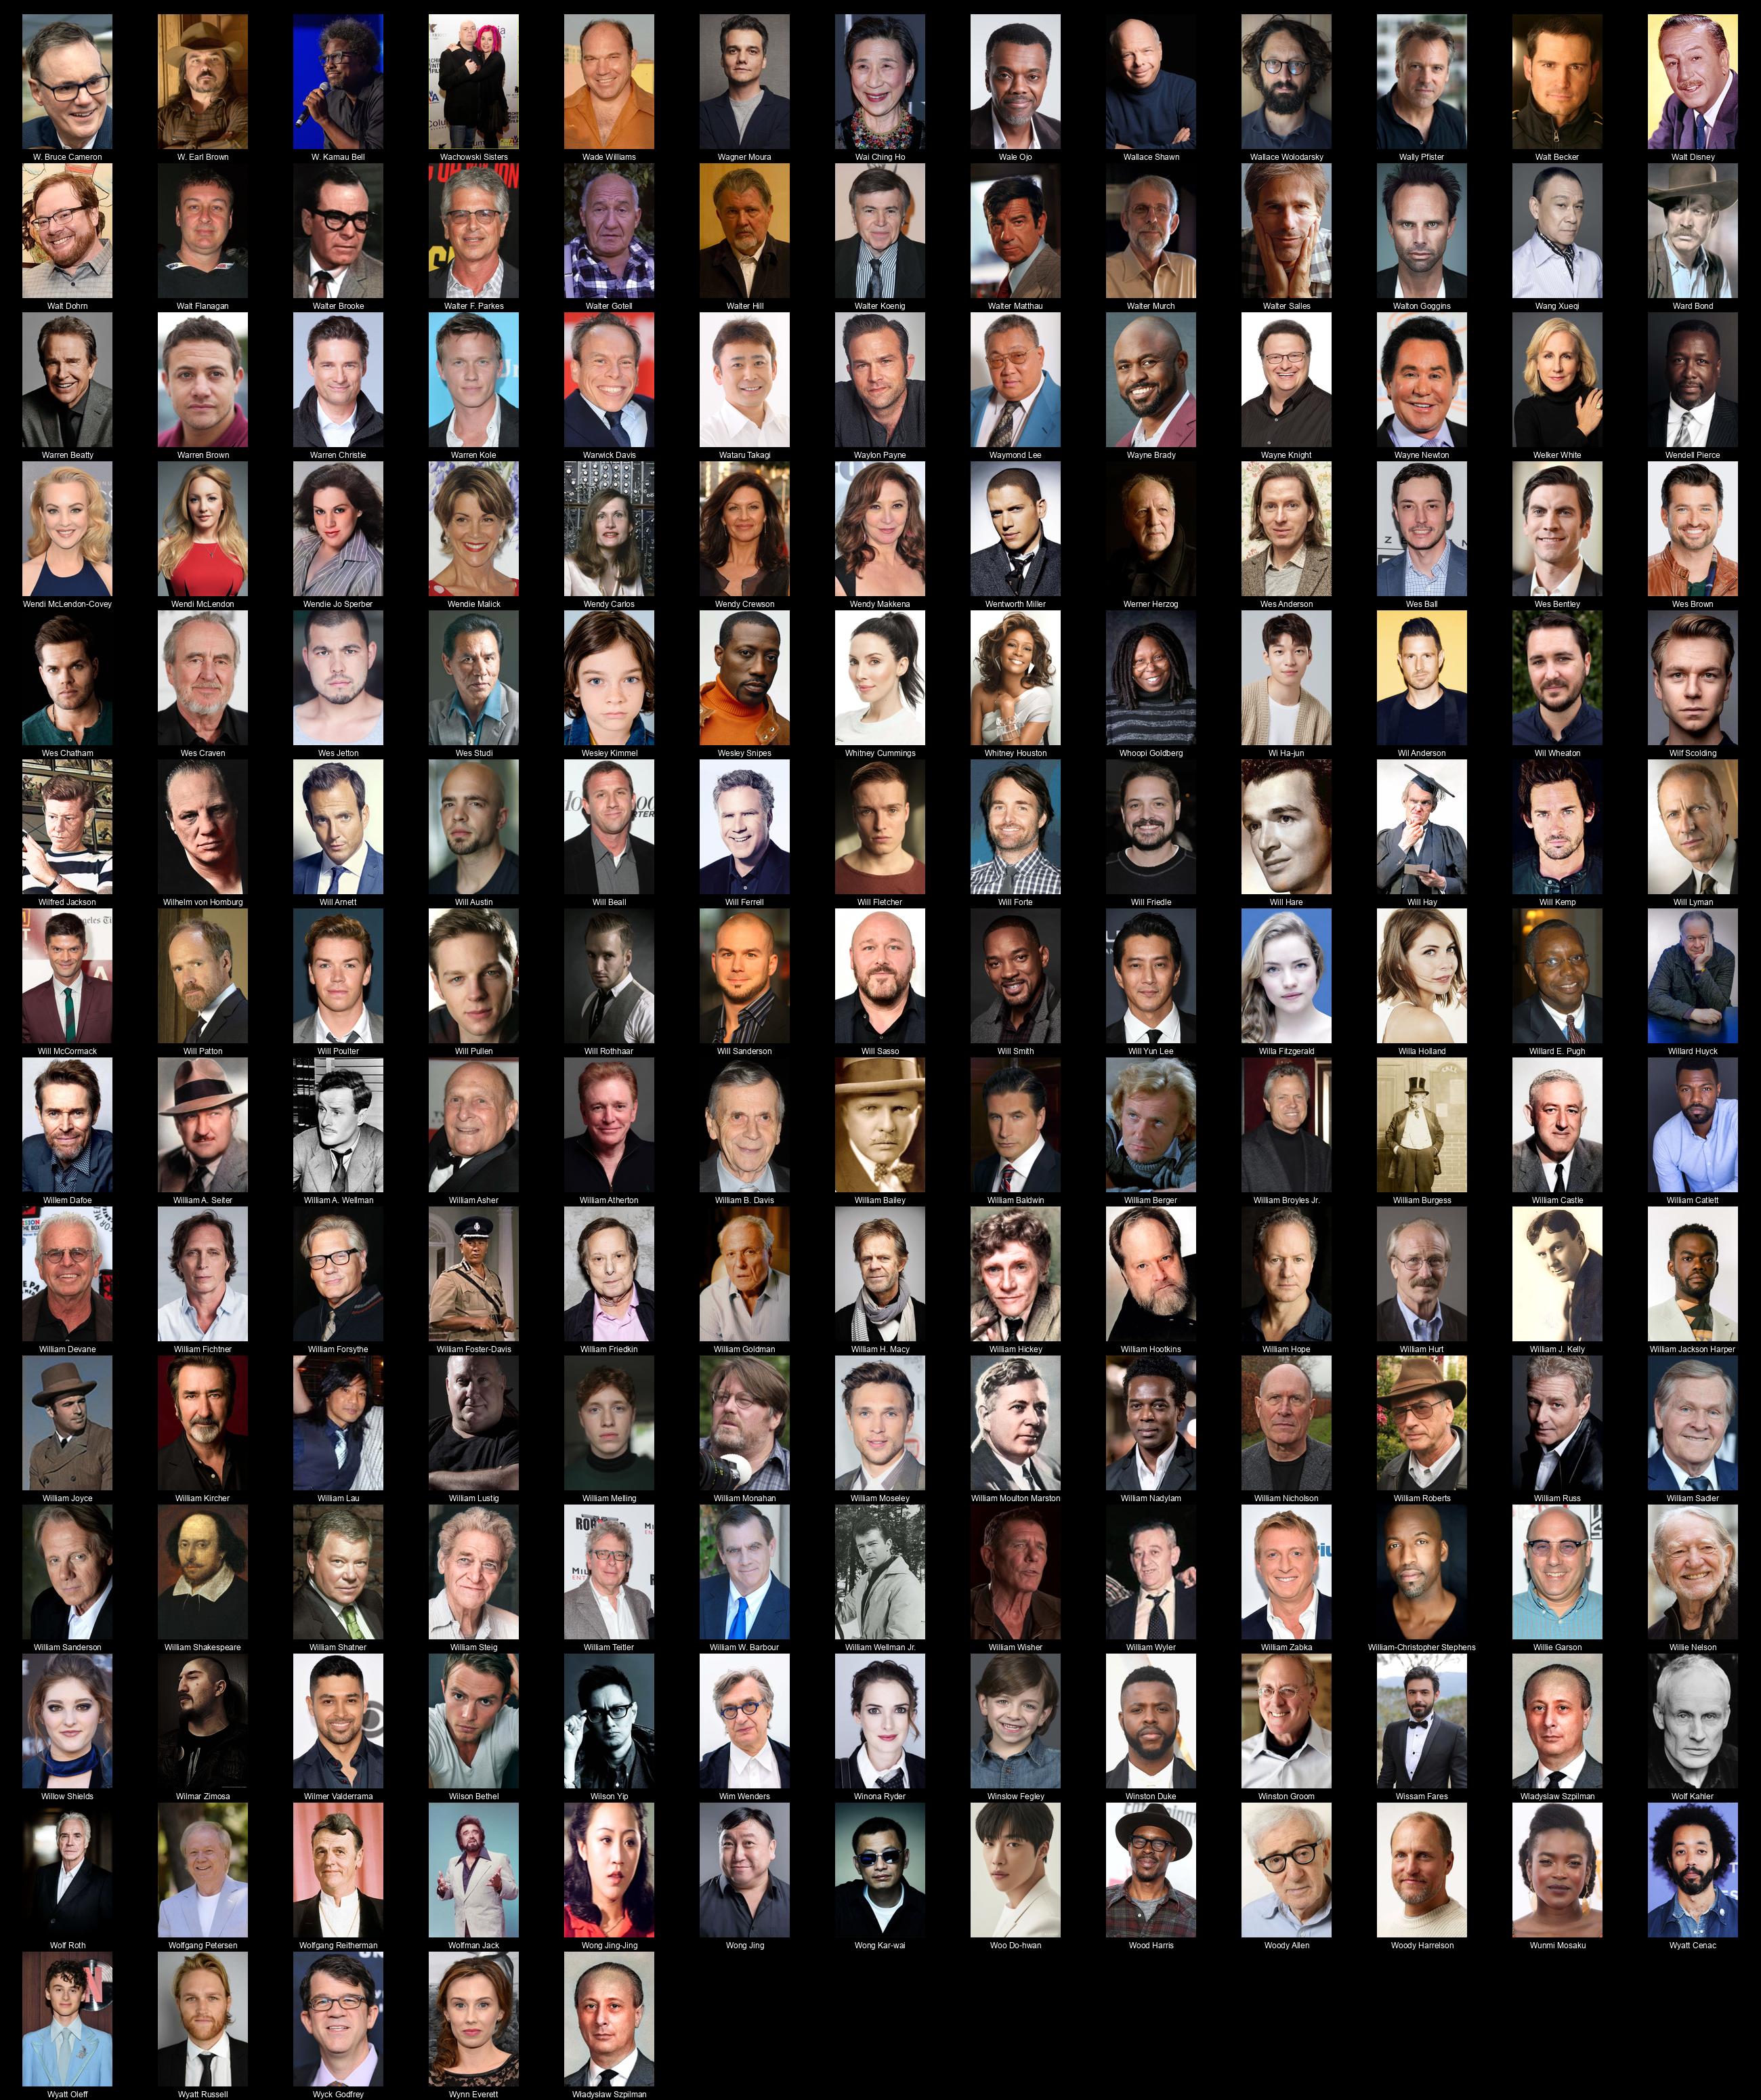 W. Bruce Cameron W. Earl Brown W. Kamau Bell Wachowski Sisters Wade Williams Wagner Moura Wai Ching Ho Wale Ojo Wallace Shawn Wallace Wolodarsky Wally Pfister Walt Becker Walt Disney
Walt Dohrn Walt Flanagan Walter Brooke Walter F. Parkes Walter Gotell Walter Hill Walter Koenig Walter Matthau Walter Murch Walter Salles Walton Goggins Wang Xueqi Ward Bond
Warren Beatty Warren Brown Warren Christie Warren Kole Warwick Davis Wataru Takagi Waylon Payne Waymond Lee Wayne Brady Wayne Knight Wayne Newton Welker White Wendell Pierce
Wendi McLendon-Covey Wendi McLendon Wendie Jo Sperber Wendie Malick Wendy Carlos Wendy Crewson Wendy Makkena Wentworth Miller Werner Herzog Wes Anderson Wes Ball Wes Bentley Wes Brown
Wes Chatham Wes Craven Wes Jetton Wes Studi Wesley Kimmel Wesley Snipes Whitney Cummings Whitney Houston Whoopi Goldberg Wi Ha-jun Wil Anderson Wil Wheaton Wilf Scolding
Wilfred Jackson Wilhelm von Homburg Will Arnett Will Austin Will Beall Will Ferrell Will Fletcher Will Forte Will Friedle Will Hare Will Hay Will Kemp Will Lyman
Will McCormack Will Patton Will Poulter Will Pullen Will Rothhaar Will Sanderson Will Sasso Will Smith Will Yun Lee Willa Fitzgerald Willa Holland Willard E. Pugh Willard Huyck
Willem Dafoe William A. Seiter William A. Wellman William Asher William Atherton William B. Davis William Bailey William Baldwin William Berger William Broyles Jr. William Burgess William Castle William Catlett
William Devane William Fichtner William Forsythe William Foster-Davis William Friedkin William Goldman William H. Macy William Hickey William Hootkins William Hope William Hurt William J. Kelly William Jackson Harper
William Joyce William Kircher William Lau William Lustig William Melling William Monahan William Moseley William Moulton Marston William Nadylam William Nicholson William Roberts William Russ William Sadler
William Sanderson William Shakespeare William Shatner William Steig William Teitler William W. Barbour William Wellman Jr. William Wisher William Wyler William Zabka William-Christopher Stephens Willie Garson Willie Nelson
Willow Shields Wilmar Zimosa Wilmer Valderrama Wilson Bethel Wilson Yip Wim Wenders Winona Ryder Winslow Fegley Winston Duke Winston Groom Wissam Fares Wladyslaw Szpilman Wolf Kahler
Wolf Roth Wolfgang Petersen Wolfgang Reitherman Wolfman Jack Wong Jing-Jing Wong Jing Wong Kar-wai Woo Do-hwan Wood Harris Woody Allen Woody Harrelson Wunmi Mosaku Wyatt Cenac
Wyatt Oleff Wyatt Russell Wyck Godfrey Wynn Everett Władysław Szpilman